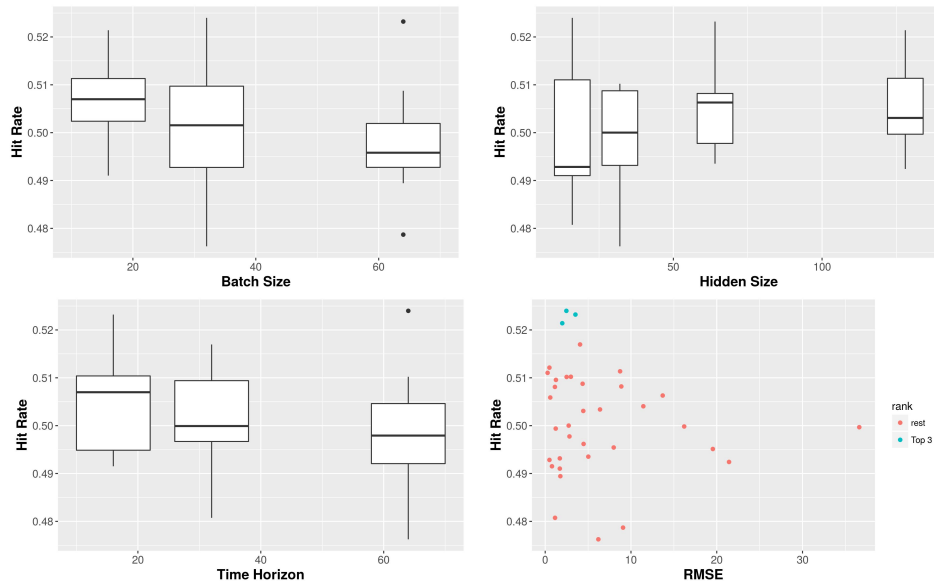 0.52
0.51
0.50
0.49
0.48
Hit Rate
20 40 60
Batch Size
0.52
0.51
0.50
0.49
0.48
Hit Rate
50 100
Hidden Size
0.52
0.51
0.50
0.49
0.48
Hit Rate
20 40 60
Time Horizon
0.52
0.51
0.50
0.49
0.48
Hit Rate
0 10 20 30
RMSE
rank
rest
Top 3